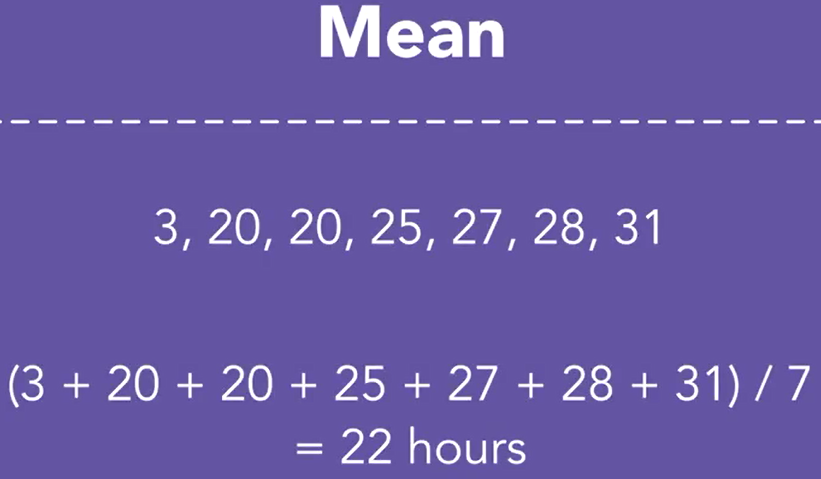 Mean
3, 20, 20, 25, 27, 28, 31
(3 + 20 + 20 + 25 + 27 + 28 + 31) / 7
= 22 hours